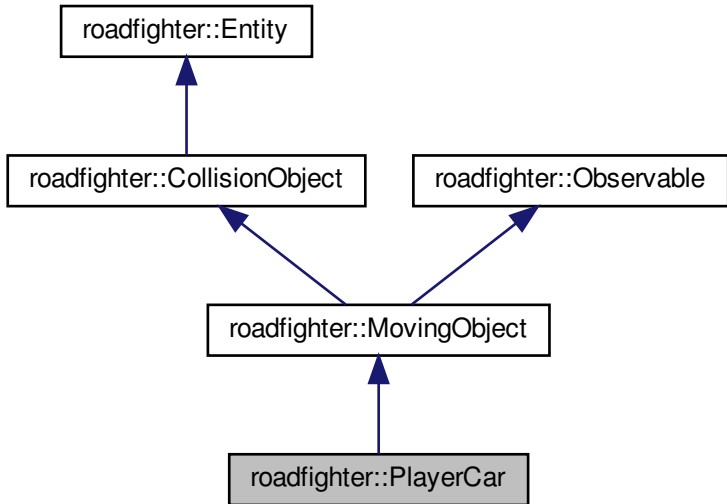 roadfighter::Entity
roadfighter::CollisionObject
roadfighter::Observable
roadfighter::MovingObject
roadfighter::PlayerCar